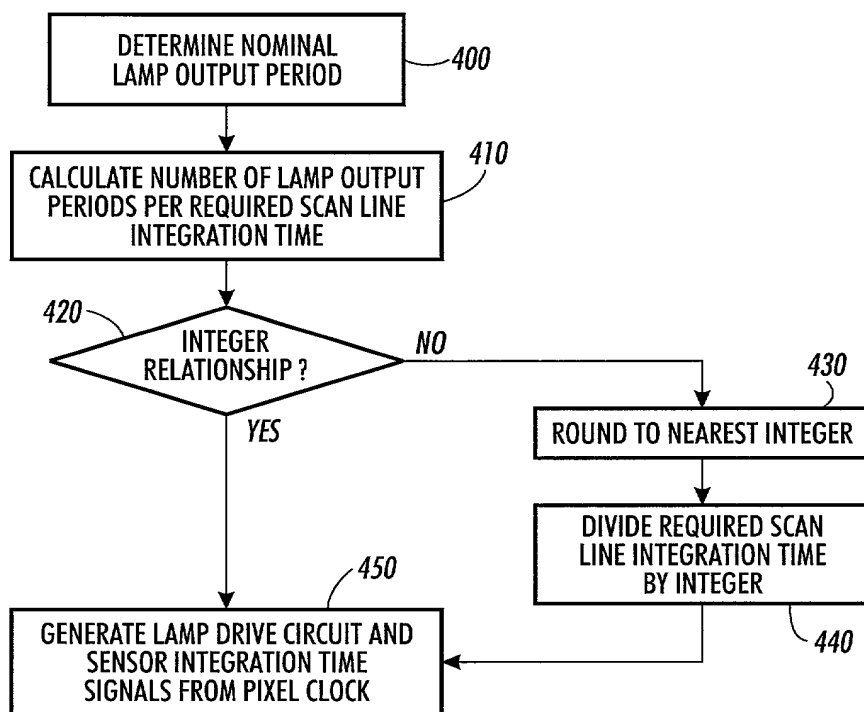 DETERMINE NOMINAL
LAMP OUTPUT PERIOD
400
CALCULATE NUMBER OF LAMP OUTPUT
PERIODS PER REQUIRED SCAN LINE
INTEGRATION TIME
410
420
INTEGER
RELATIONSHIP ?
NO
YES
430
ROUND TO NEAREST INTEGER
DIVIDE REQUIRED SCAN
LINE INTEGRATION TIME
BY INTEGER
440
450
GENERATE LAMP DRIVE CIRCUIT AND
SENSOR INTEGRATION TIME
SIGNALS FROM PIXEL CLOCK